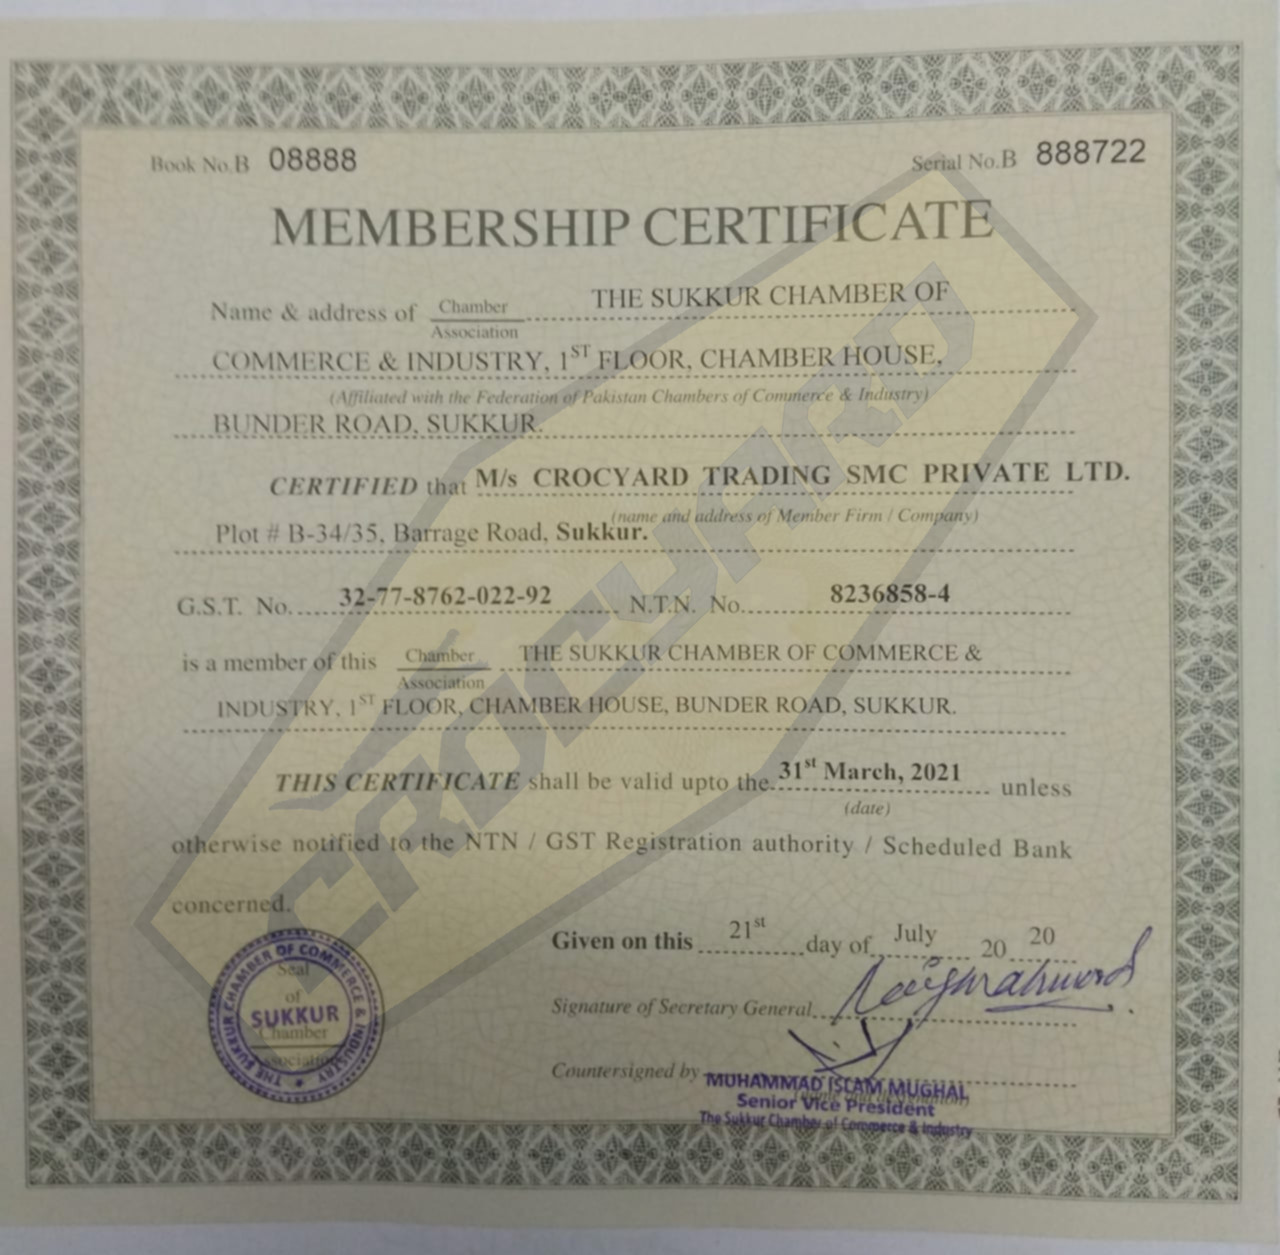 Book No.B 08888
Serial No.B 888722
MEMBERSHIP CERTIFICATE
Name & address of Chamber / Association THE SUKKUR CHAMBER OF
COMMERCE & INDUSTRY, 1ST FLOOR, CHAMBER HOUSE,
(Affiliated with the Federation of Pakistan Chambers of Commerce & Industry)
BUNDER ROAD, SUKKUR.
CERTIFIED that M/s CROCYARD TRADING SMC PRIVATE LTD.
(name and address of Member Firm / Company)
Plot # B-34/35, Barrage Road, Sukkur.
G.S.T. No. 32-77-8762-022-92 N.T.N. No. 8236858-4
is a member of this Chamber / Association THE SUKKUR CHAMBER OF COMMERCE &
INDUSTRY, 1ST FLOOR, CHAMBER HOUSE, BUNDER ROAD, SUKKUR.
THIS CERTIFICATE shall be valid upto the 31st March, 2021 unless
(date)
otherwise notified to the NTN / GST Registration authority / Scheduled Bank
concerned.
Given on this 21st day of July 2020
Signature of Secretary General
Countersigned by
MUHAMMAD ISLAM MUGHAL
Senior Vice President
The Sukkur Chamber of Commerce & Industry
THE SUKKUR CHAMBER OF COMMERCE & INDUSTRY
Seal
of
SUKKUR
Chamber
Association
CROCYARD